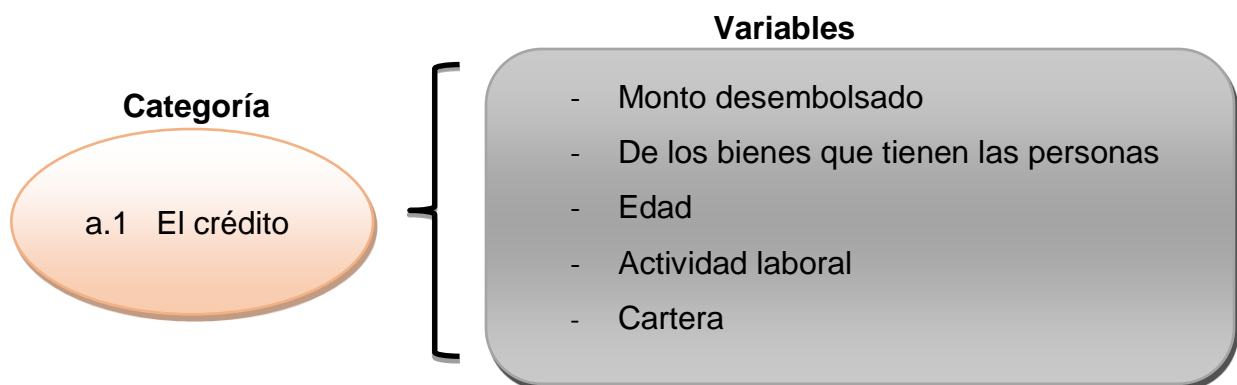 Variables
Categoría
a.1 El crédito
- Monto desembolsado
- De los bienes que tienen las personas
- Edad
- Actividad laboral
- Cartera